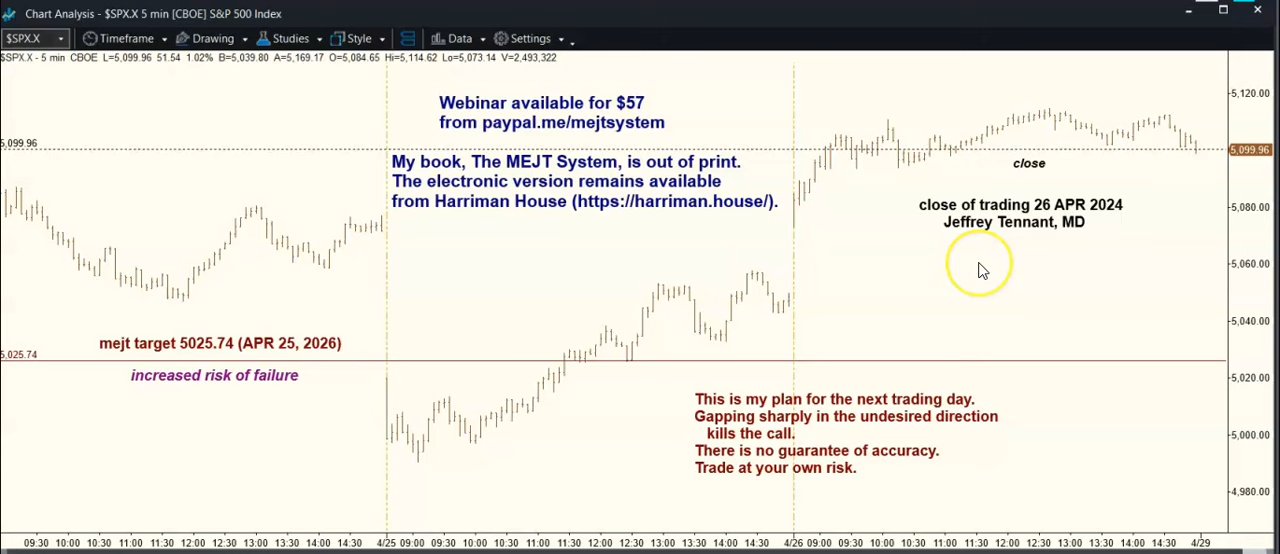 Chart Analysis - $SPX.X 5 min [CBOE] S&P 500 Index
$SPX.X Timeframe Drawing Studies Style Data Settings
$SPX.X - 5 min CBOE L=5,099.96 51.54 1.02% B=5,039.80 A=5,169.17 O=5,084.65 Hi=5,114.62 Lo=5,073.14 V=2,493,322
Webinar available for $57
from paypal.me/mejtsystem
My book, The MEJT System, is out of print.
The electronic version remains available
from Harriman House (https://harriman.house/).
5,120.00
5,099.96
5,099.96
close
close of trading 26 APR 2024
Jeffrey Tennant, MD
5,080.00
5,060.00
5,040.00
mejt target 5025.74 (APR 25, 2026)
5,025.74
increased risk of failure
5,020.00
This is my plan for the next trading day.
Gapping sharply in the undesired direction
kills the call.
There is no guarantee of accuracy.
Trade at your own risk.
5,000.00
4,980.00
09:30 10:00 10:30 11:00 11:30 12:00 12:30 13:00 13:30 14:00 14:30 4/25 09:00 09:30 10:00 10:30 11:00 11:30 12:00 12:30 13:00 13:30 14:00 14:30 4/26 09:00 09:30 10:00 10:30 11:00 11:30 12:00 12:30 13:00 13:30 14:00 14:30 4/29